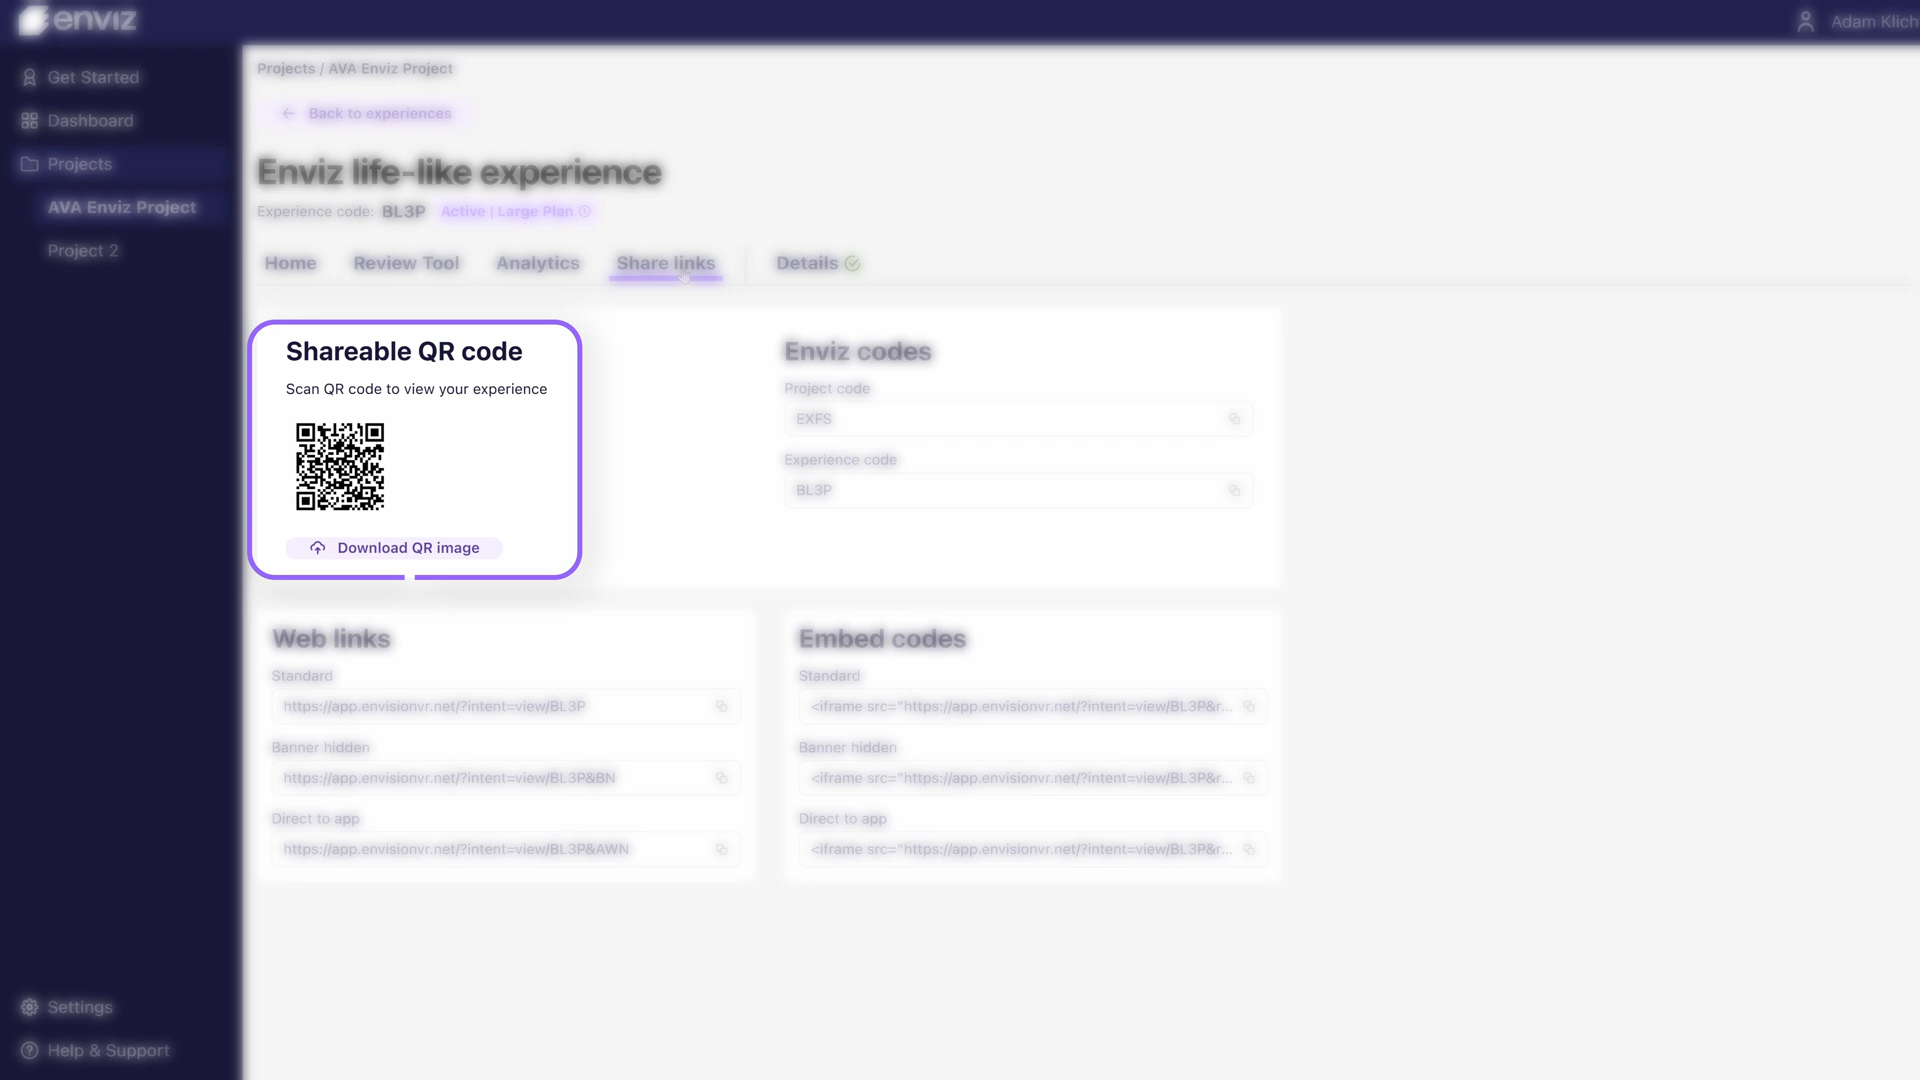 enviz
Adam Klich
Get Started
Dashboard
Projects
AVA Enviz Project
Project 2
Settings
Help & Support
Projects / AVA Enviz Project
Back to experiences
Enviz life-like experience
Experience code: BL3P Active | Large Plan
Home Review Tool Analytics Share links Details
Shareable QR code
Scan QR code to view your experience
Download QR image
Enviz codes
Project code
EXFS
Experience code
BL3P
Web links
Standard
https://app.envisionvr.net/?intent=view/BL3P
Banner hidden
https://app.envisionvr.net/?intent=view/BL3P&BN
Direct to app
https://app.envisionvr.net/?intent=view/BL3P&AWN
Embed codes
Standard
<iframe src="https://app.envisionvr.net/?intent=view/BL3P&r...
Banner hidden
<iframe src="https://app.envisionvr.net/?intent=view/BL3P&r...
Direct to app
<iframe src="https://app.envisionvr.net/?intent=view/BL3P&r...